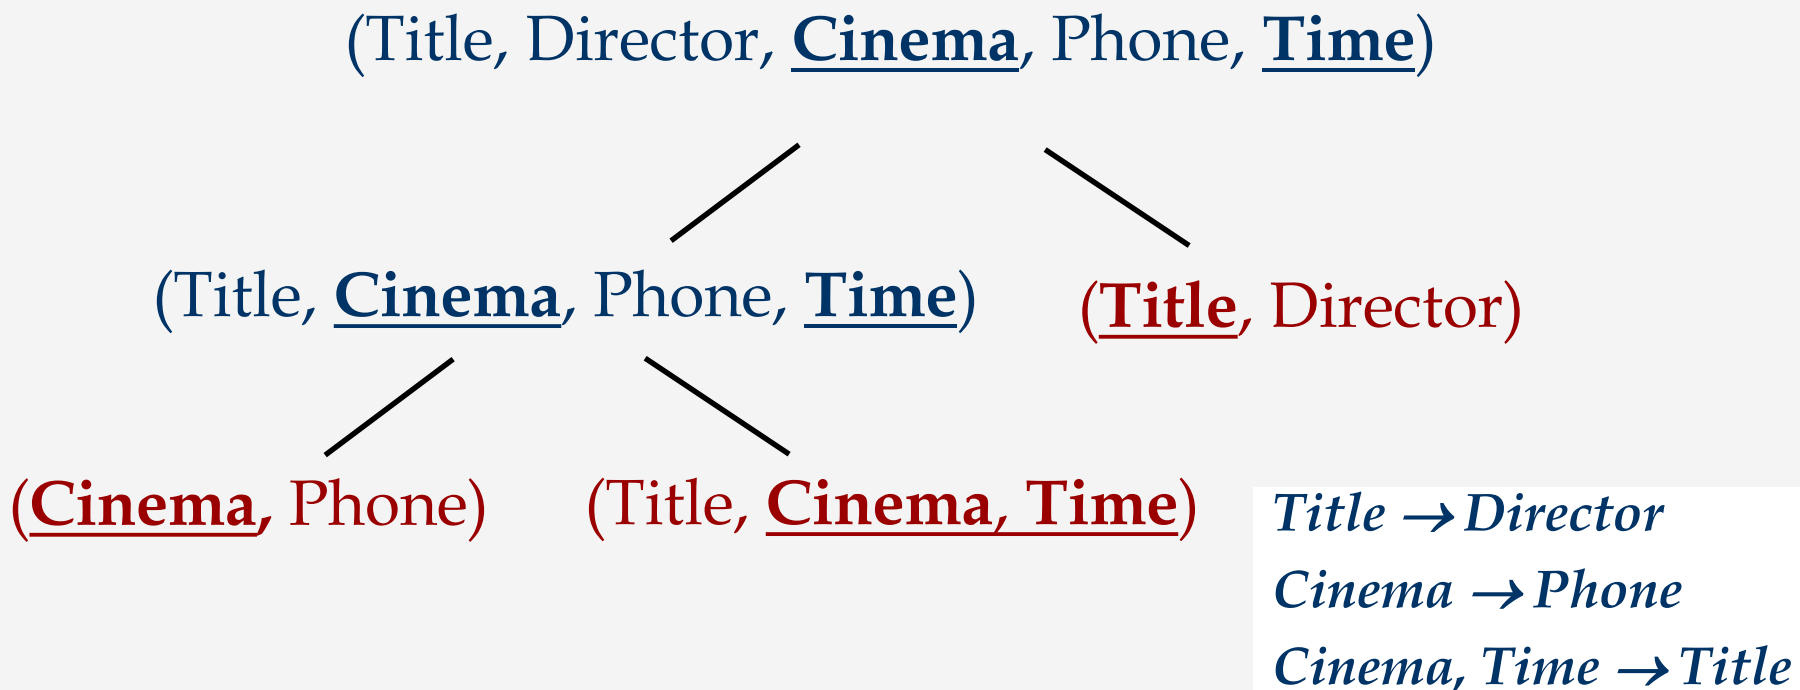 (Title, Director, Cinema, Phone, Time)
(Title, Cinema, Phone, Time)
(Title, Director)
(Cinema, Phone)
(Title, Cinema, Time)
Title → Director
Cinema → Phone
Cinema, Time → Title